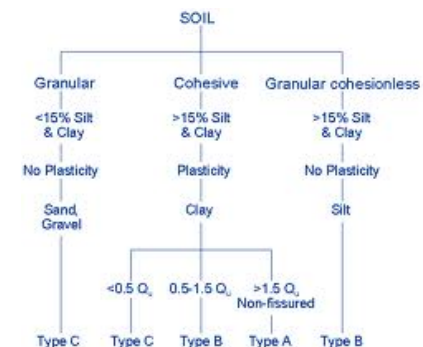 SOIL
Granular Cohesive Granular cohesionless
<15% Silt >15% Silt >15% Silt
& Clay & Clay & Clay
No Plasticity Plasticity No Plasticity
Sand, Clay Silt
Gravel
<0.5 Qu 0.5-1.5 Qu >1.5 Qu
Non-fissured
Type C Type C Type B Type A Type B